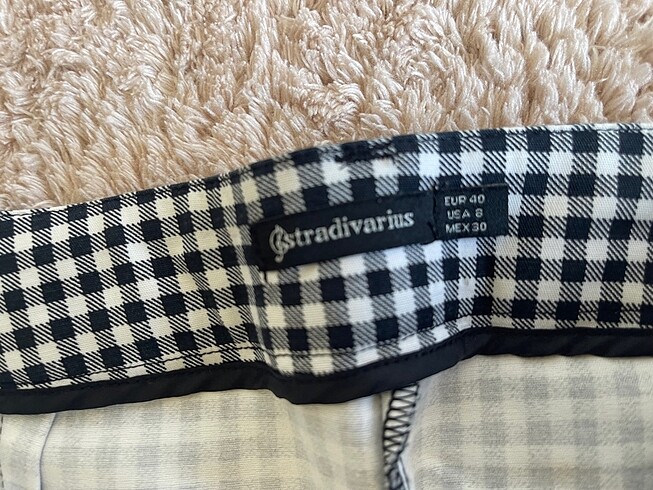 stradivarius
EUR 40
USA 8
MEX 30